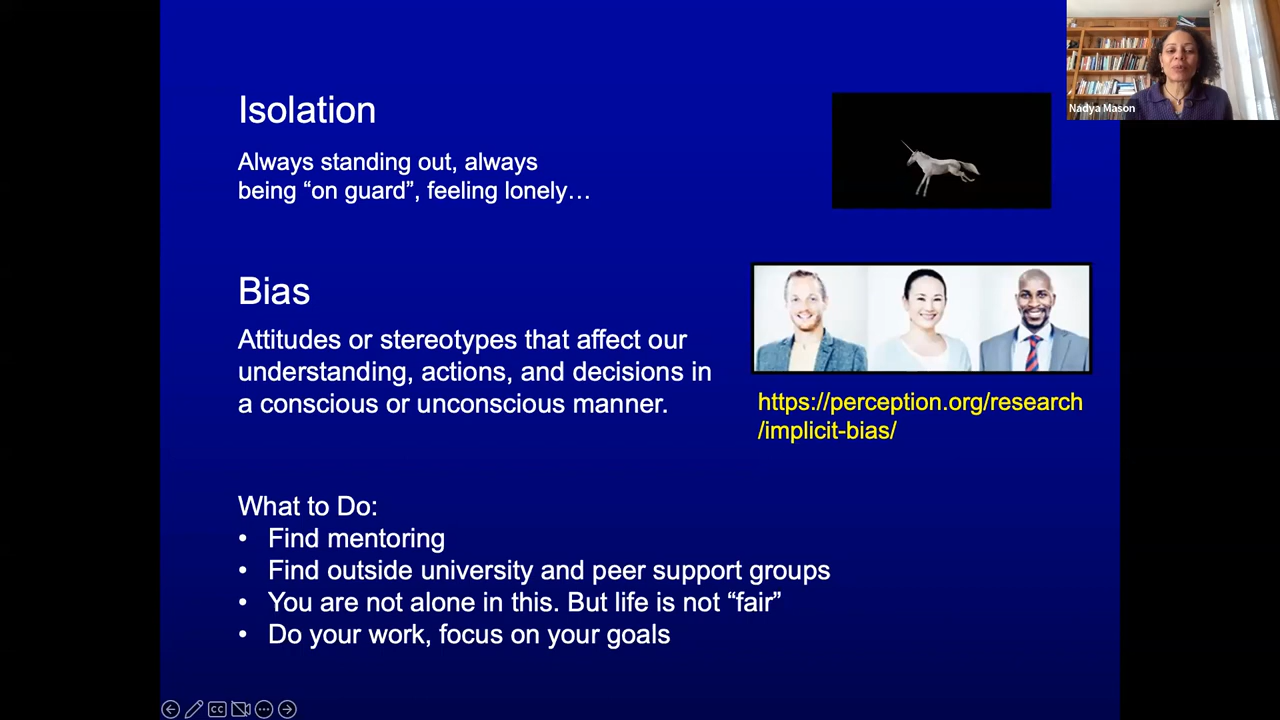 Isolation
Always standing out, always
being “on guard”, feeling lonely…
Nadya Mason
Bias
Attitudes or stereotypes that affect our
understanding, actions, and decisions in
a conscious or unconscious manner.
https://perception.org/research
/implicit-bias/
What to Do:
• Find mentoring
• Find outside university and peer support groups
• You are not alone in this. But life is not “fair”
• Do your work, focus on your goals
CC